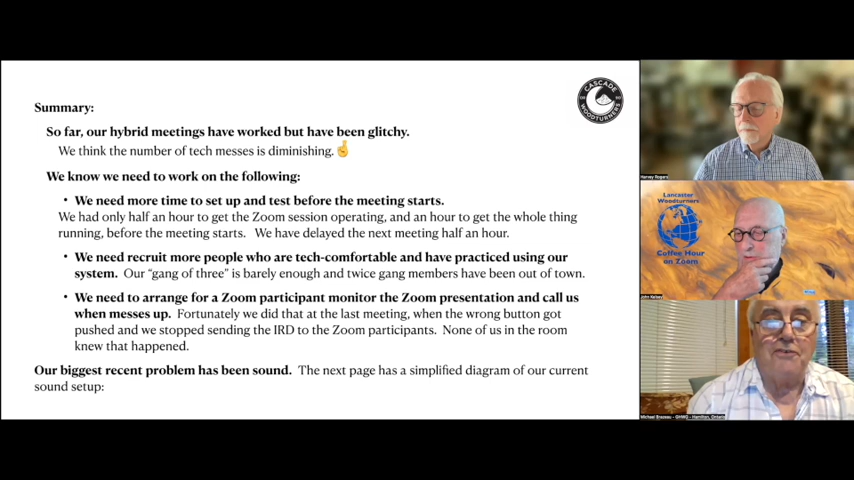 Summary:
CASCADE
WOODTURNERS
So far, our hybrid meetings have worked but have been glitchy.
We think the number of tech messes is diminishing.
We know we need to work on the following:
• We need more time to set up and test before the meeting starts.
We had only half an hour to get the Zoom session operating, and an hour to get the whole thing
running, before the meeting starts. We have delayed the next meeting half an hour.
• We need recruit more people who are tech-comfortable and have practiced using our
system. Our “gang of three” is barely enough and twice gang members have been out of town.
• We need to arrange for a Zoom participant monitor the Zoom presentation and call us
when messes up. Fortunately we did that at the last meeting, when the wrong button got
pushed and we stopped sending the IRD to the Zoom participants. None of us in the room
knew that happened.
Our biggest recent problem has been sound. The next page has a simplified diagram of our current
sound setup:
Harvey Rogers
Lancaster
Woodturners
Coffee Hour
on Zoom
John Kelsey
Michael Brazeau - GHWG - Hamilton, Ontario